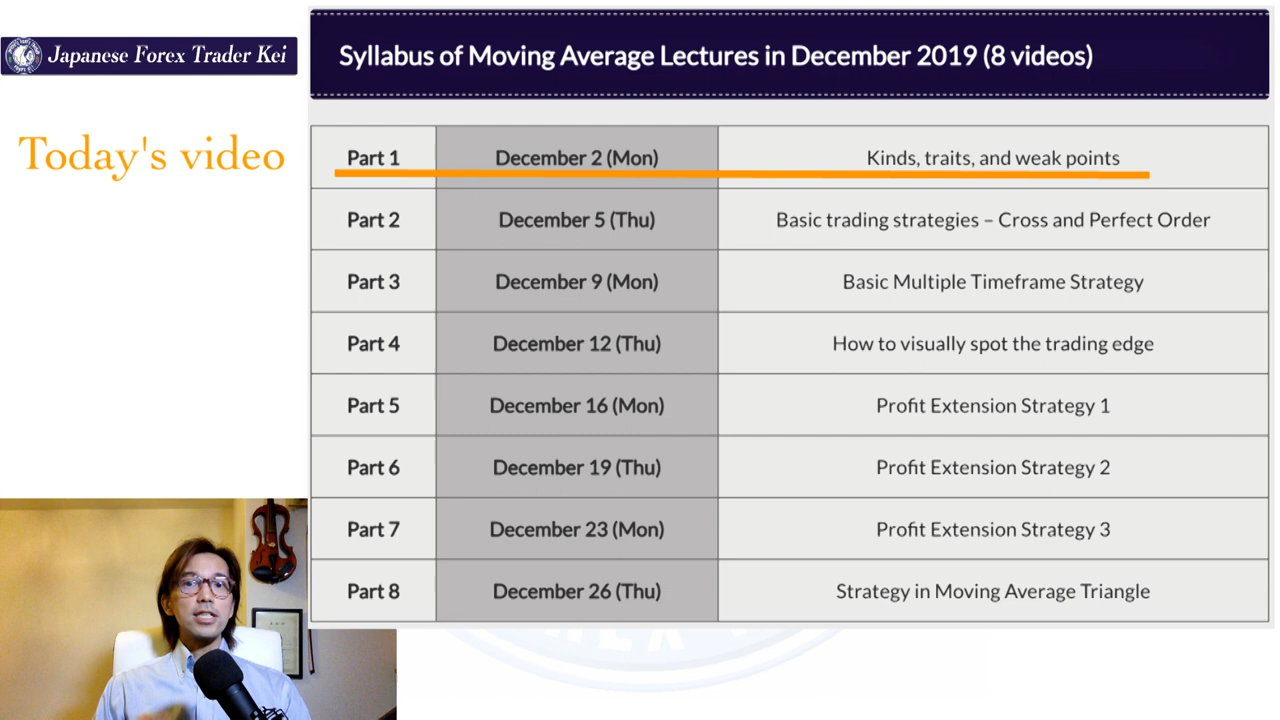 Japanese Forex Trader Kei
Syllabus of Moving Average Lectures in December 2019 (8 videos)
Today's video
Part 1 December 2 (Mon) Kinds, traits, and weak points
Part 2 December 5 (Thu) Basic trading strategies – Cross and Perfect Order
Part 3 December 9 (Mon) Basic Multiple Timeframe Strategy
Part 4 December 12 (Thu) How to visually spot the trading edge
Part 5 December 16 (Mon) Profit Extension Strategy 1
Part 6 December 19 (Thu) Profit Extension Strategy 2
Part 7 December 23 (Mon) Profit Extension Strategy 3
Part 8 December 26 (Thu) Strategy in Moving Average Triangle